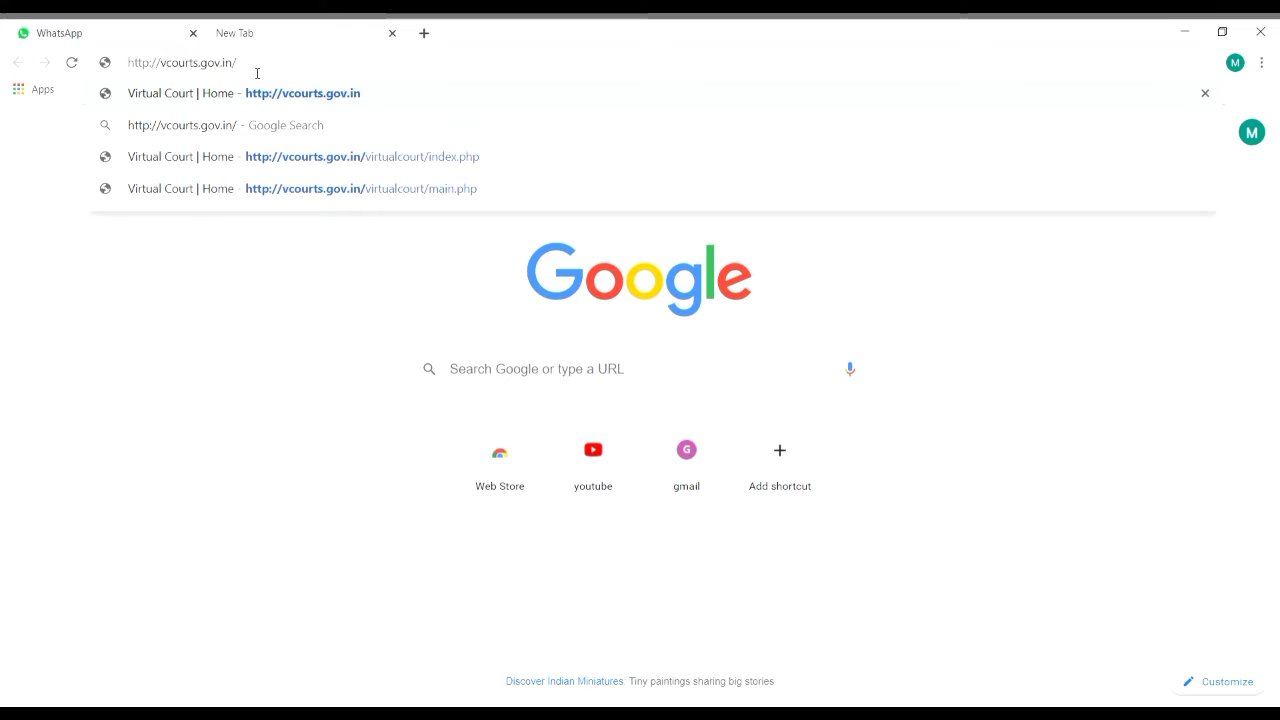 WhatsApp
New Tab
http://vcourts.gov.in/
M
Apps
Virtual Court | Home - http://vcourts.gov.in
http://vcourts.gov.in/ - Google Search
M
Virtual Court | Home - http://vcourts.gov.in/virtualcourt/index.php
Virtual Court | Home - http://vcourts.gov.in/virtualcourt/main.php
Google
Search Google or type a URL
G
Web Store
youtube
gmail
Add shortcut
Discover Indian Miniatures. Tiny paintings sharing big stories
Customize